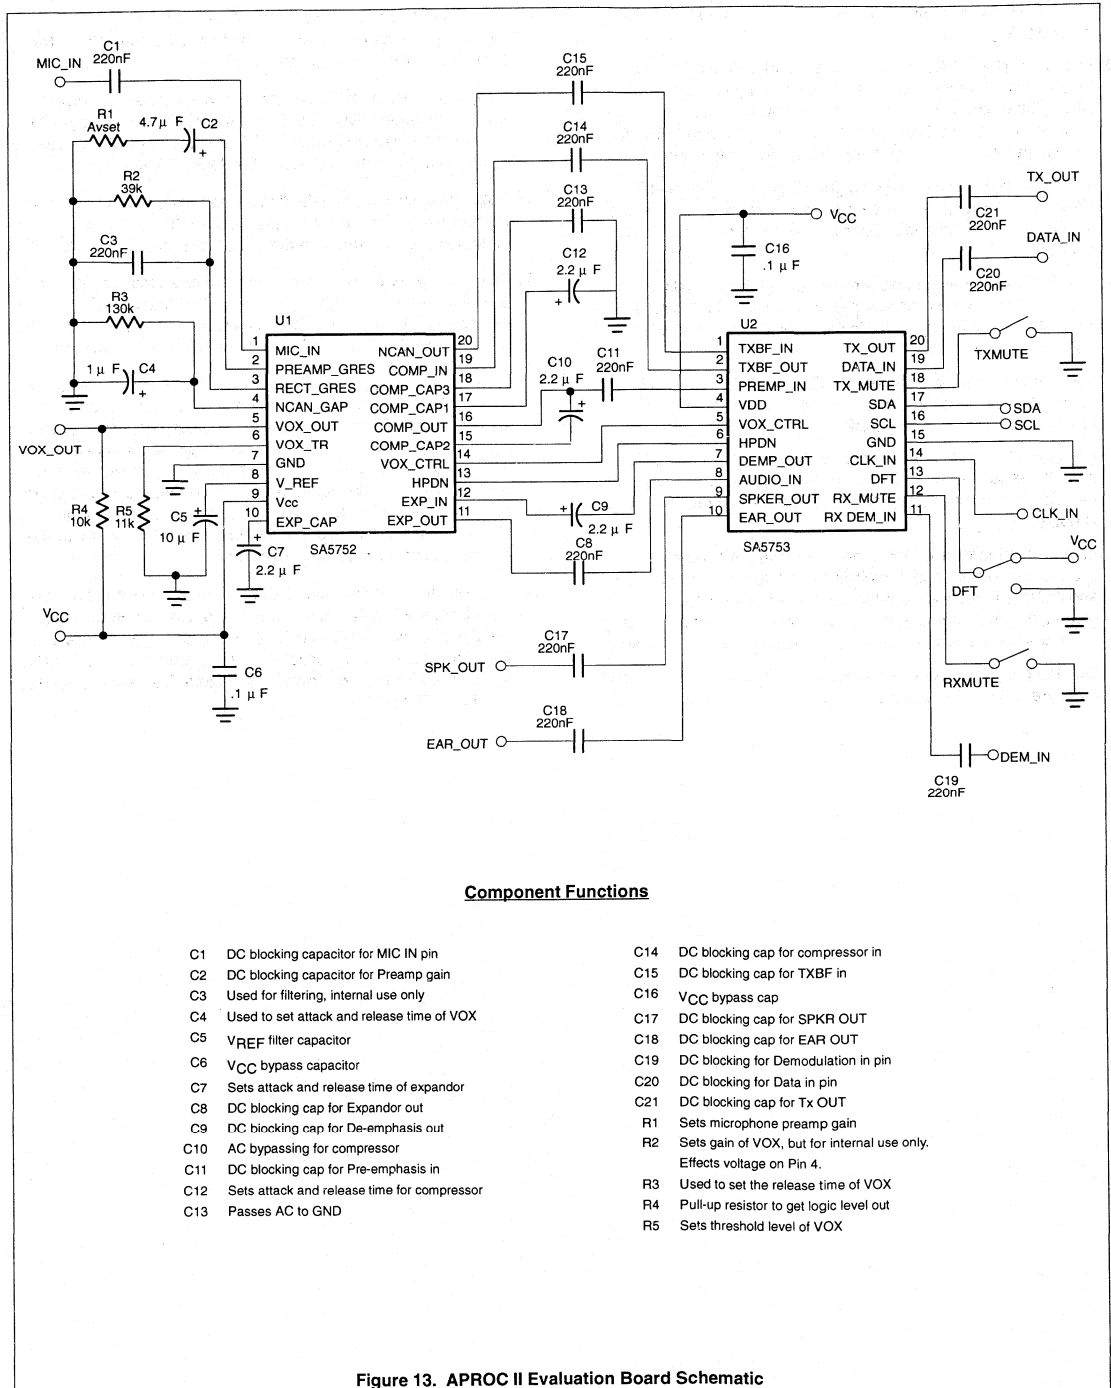 C1
220nF
MIC_IN
R1
Avset
4.7µ F
C2
R2
39k
C3
220nF
R3
130k
1 µ F
C4
VOX_OUT
R4
10k
R5
11k
C5
10 µ F
C7
2.2 µ F
VCC
C6
.1 µ F
U1
1 MIC_IN
2 PREAMP_GRES
3 RECT_GRES
4 NCAN_GAP
5 VOX_OUT
6 VOX_TR
7 GND
8 V_REF
9 Vcc
10 EXP_CAP
NCAN_OUT 20
COMP_IN 19
COMP_CAP3 18
COMP_CAP1 17
COMP_OUT 16
COMP_CAP2 15
VOX_CTRL 14
HPDN 13
EXP_IN 12
EXP_OUT 11
SA5752
C15
220nF
C14
220nF
C13
220nF
C12
2.2 µ F
C10
2.2 µ F
C11
220nF
C9
2.2 µ F
C8
220nF
C17
220nF
SPK_OUT
C18
220nF
EAR_OUT
VCC
C16
.1 µ F
U2
1 TXBF_IN
2 TXBF_OUT
3 PREMP_IN
4 VDD
5 VOX_CTRL
6 HPDN
7 DEMP_OUT
8 AUDIO_IN
9 SPKER_OUT
10 EAR_OUT
TX_OUT 20
DATA_IN 19
TX_MUTE 18
SDA 17
SCL 16
GND 15
CLK_IN 14
DFT 13
RX_MUTE 12
RX DEM_IN 11
SA5753
TX_OUT
C21
220nF
DATA_IN
C20
220nF
TXMUTE
SDA
SCL
CLK_IN
VCC
DFT
RXMUTE
DEM_IN
C19
220nF
Component Functions
C1 DC blocking capacitor for MIC IN pin
C2 DC blocking capacitor for Preamp gain
C3 Used for filtering, internal use only
C4 Used to set attack and release time of VOX
C5 VREF filter capacitor
C6 VCC bypass capacitor
C7 Sets attack and release time of expandor
C8 DC blocking cap for Expandor out
C9 DC blocking cap for De-emphasis out
C10 AC bypassing for compressor
C11 DC blocking cap for Pre-emphasis in
C12 Sets attack and release time for compressor
C13 Passes AC to GND
C14 DC blocking cap for compressor in
C15 DC blocking cap for TXBF in
C16 VCC bypass cap
C17 DC blocking cap for SPKR OUT
C18 DC blocking cap for EAR OUT
C19 DC blocking for Demodulation in pin
C20 DC blocking for Data in pin
C21 DC blocking cap for Tx OUT
R1 Sets microphone preamp gain
R2 Sets gain of VOX, but for internal use only.
Effects voltage on Pin 4.
R3 Used to set the release time of VOX
R4 Pull-up resistor to get logic level out
R5 Sets threshold level of VOX
Figure 13. APROC II Evaluation Board Schematic